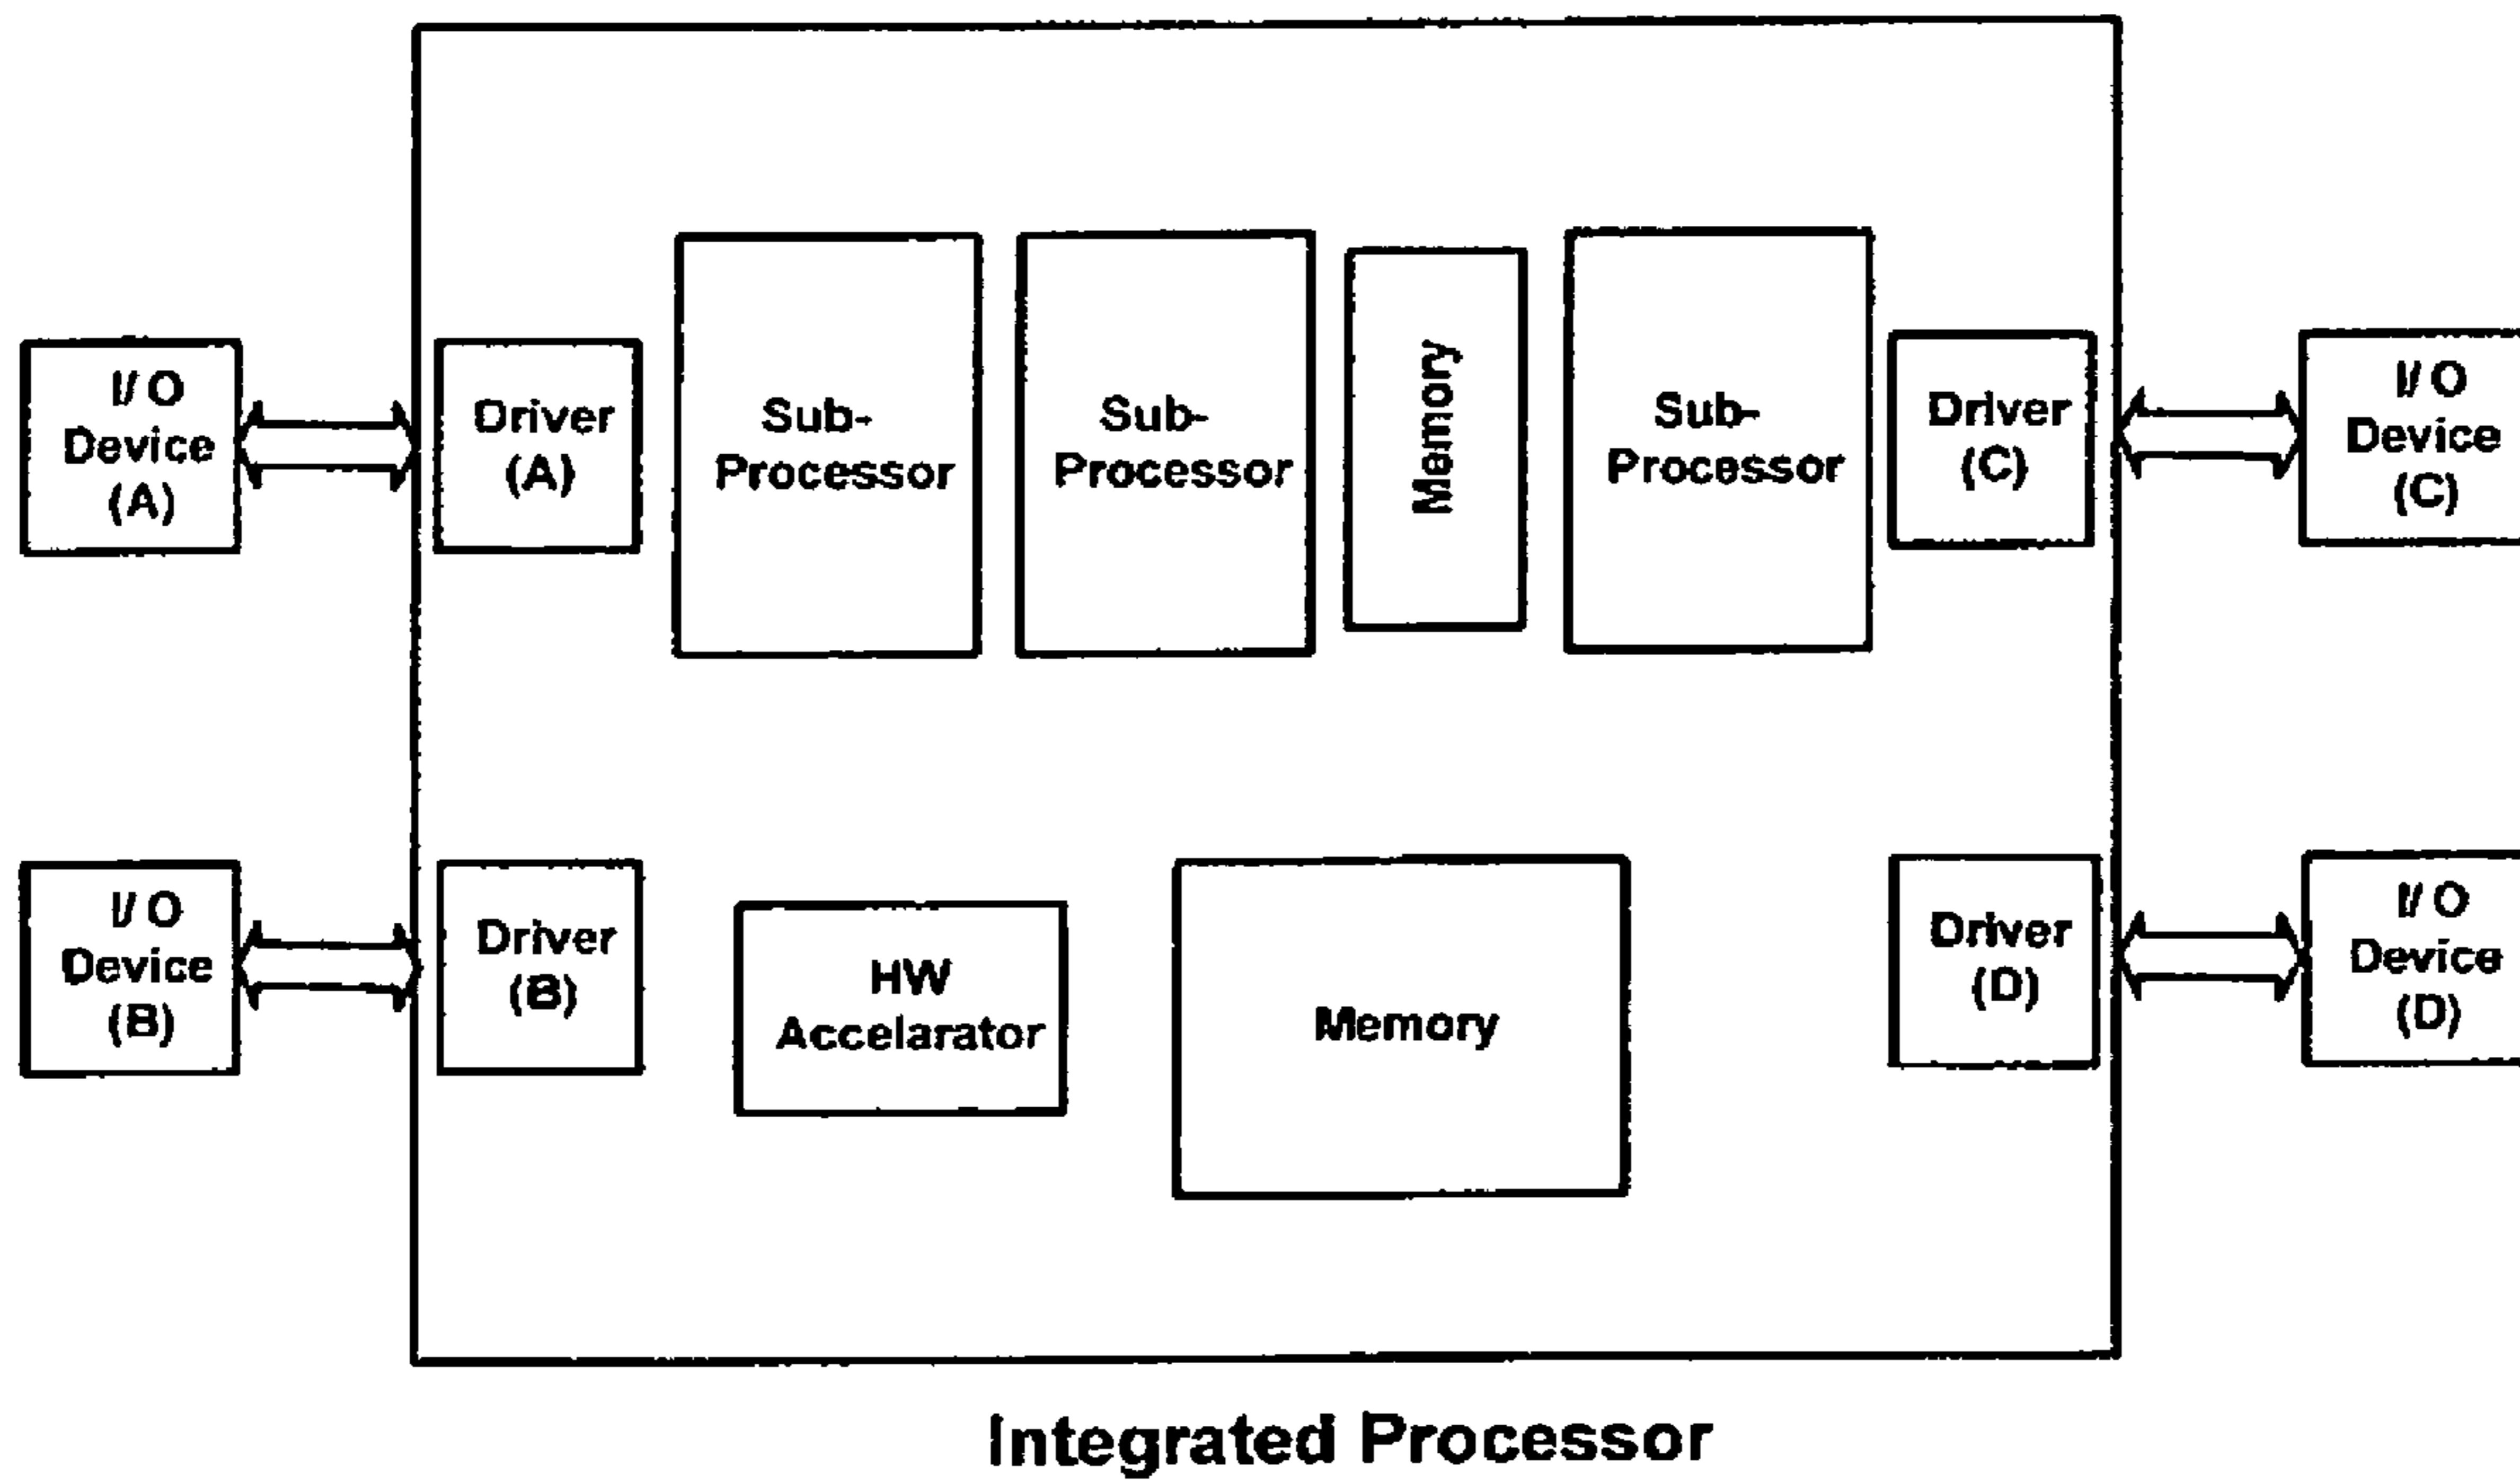 I/O
Device
(A)
Driver
(A)
Sub-
Processor
Sub-
Processor
Memory
Sub-
Processor
Driver
(C)
I/O
Device
(C)
I/O
Device
(B)
Driver
(B)
HW
Accelarator
Memory
Driver
(D)
I/O
Device
(D)
Integrated Processor